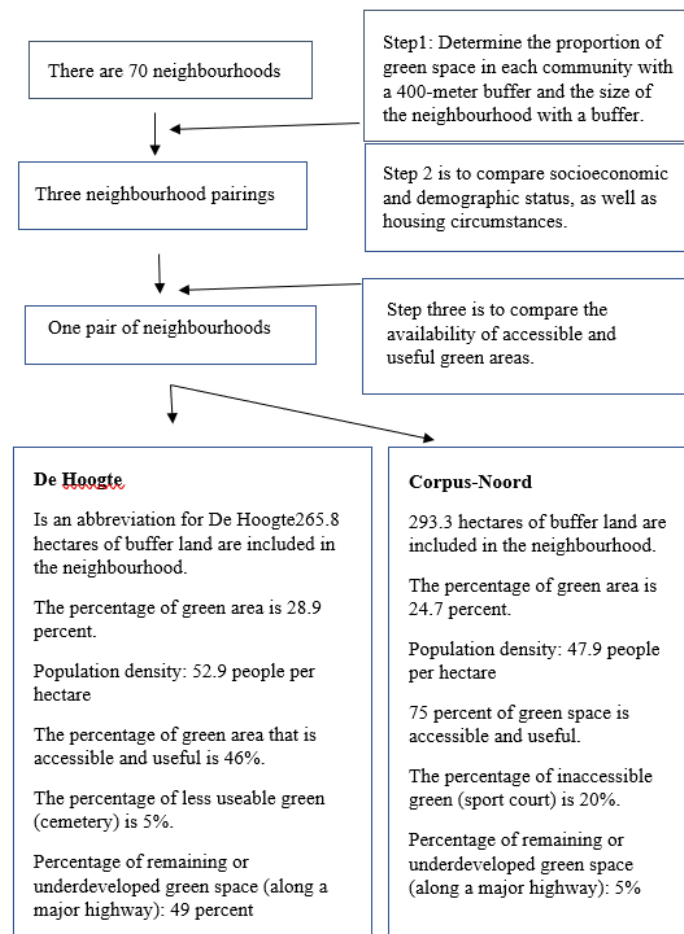 There are 70 neighbourhoods
Step1: Determine the proportion of
green space in each community with
a 400-meter buffer and the size of
the neighbourhood with a buffer.
Three neighbourhood pairings
Step 2 is to compare socioeconomic
and demographic status, as well as
housing circumstances.
One pair of neighbourhoods
Step three is to compare the
availability of accessible and
useful green areas.
De Hoogte
Is an abbreviation for De Hoogte265.8
hectares of buffer land are included in
the neighbourhood.
The percentage of green area is 28.9
percent.
Population density: 52.9 people per
hectare
The percentage of green area that is
accessible and useful is 46%.
The percentage of less useable green
(cemetery) is 5%.
Percentage of remaining or
underdeveloped green space (along a
major highway): 49 percent
Corpus-Noord
293.3 hectares of buffer land are
included in the neighbourhood.
The percentage of green area is
24.7 percent.
Population density: 47.9 people
per hectare
75 percent of green space is
accessible and useful.
The percentage of inaccessible
green (sport court) is 20%.
Percentage of remaining or
underdeveloped green space
(along a major highway): 5%